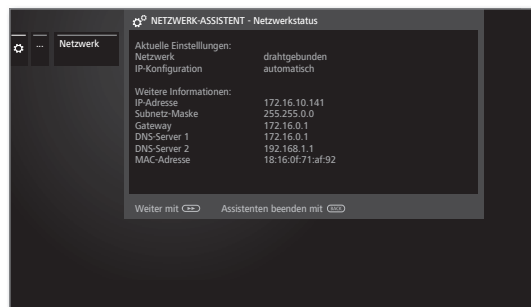 NETZWERK-ASSISTENT - Netzwerkstatus
... Netzwerk
Aktuelle Einstelllungen:
Netzwerk drahtgebunden
IP-Konfiguration automatisch
Weitere Informationen:
IP-Adresse 172.16.10.141
Subnetz-Maske 255.255.0.0
Gateway 172.16.0.1
DNS-Server 1 172.16.0.1
DNS-Server 2 192.168.1.1
MAC-Adresse 18:16:0f:71:af:92
Weiter mit Assistenten beenden mit BACK